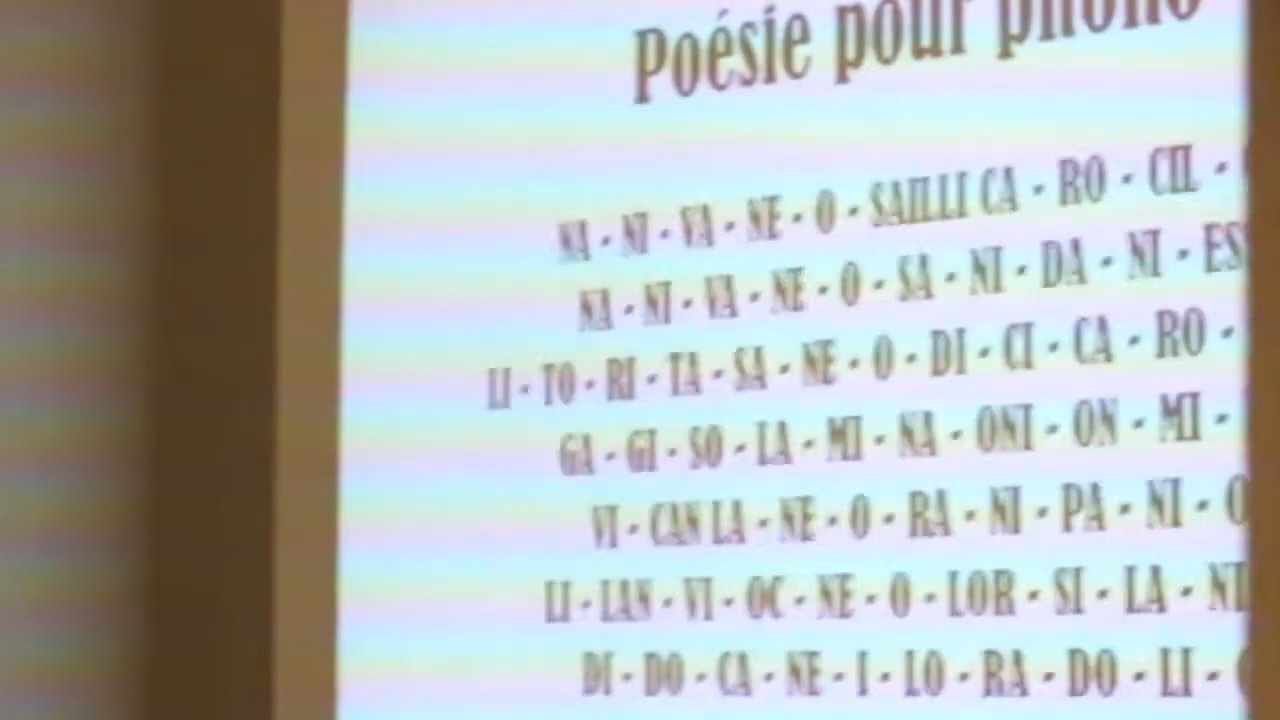 Poésie pour phono
NA - NI - VA - NE - O - SAILLI CA - RO - CIL -
NA - NI - VA - NE - O - SA - NI - DA - NI - ES
LI - TO - RI - TA - SA - NE - O - DI - CI - CA - RO -
GA - GI - SO - LA - MI - NA - ONI - ON - MI -
VI - CAN LA - NE - O - RA - NI - PA - NI -
LI - LAN - VI - OC - NE - O - LOR - SI - LA - NI
DI - DO - CA - NE - I - LO - RA - DO - LI -